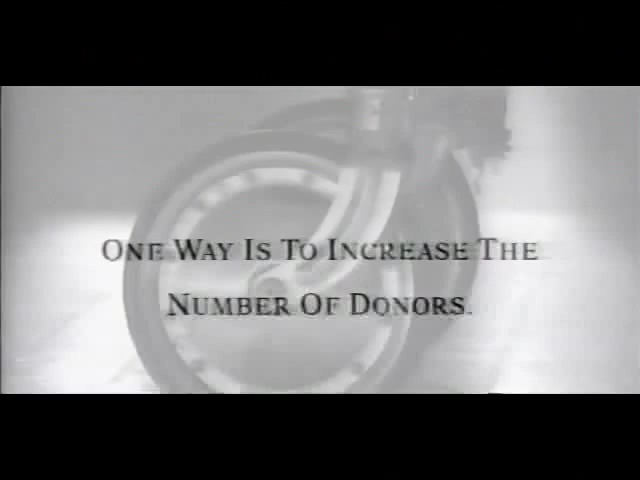 ONE WAY IS TO INCREASE THE
NUMBER OF DONORS.